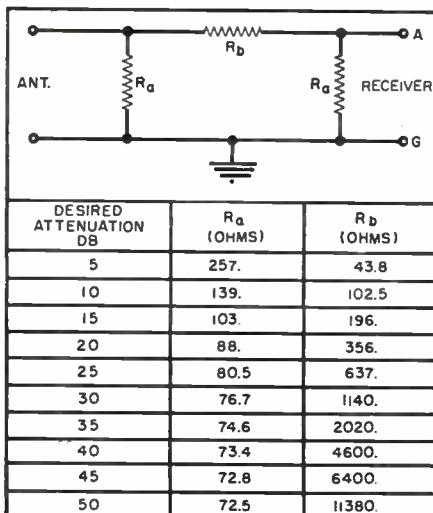 A
Rb
ANT.
Ra
Ra
RECEIVER
G
DESIRED ATTENUATION DB Ra (OHMS) Rb (OHMS)
5 257. 43.8
10 139. 102.5
15 103. 196.
20 88. 356.
25 80.5 637.
30 76.7 1140.
35 74.6 2020.
40 73.4 4600.
45 72.8 6400.
50 72.5 11380.